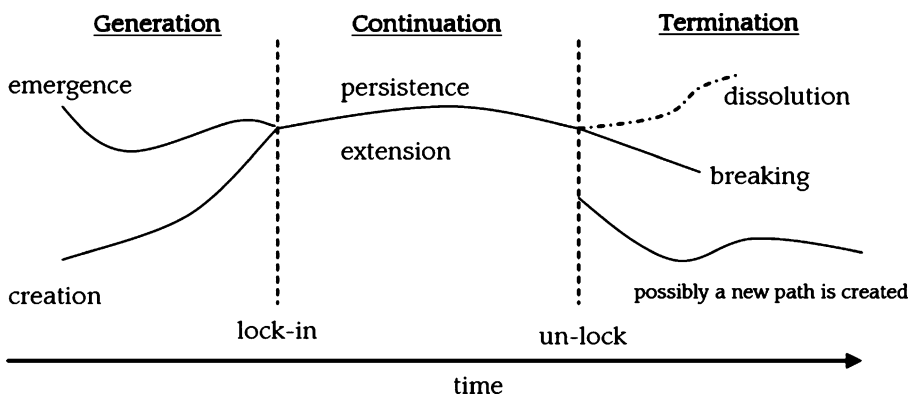 Generation Continuation Termination
emergence
persistence
dissolution
extension
breaking
creation
possibly a new path is created
lock-in
un-lock
time